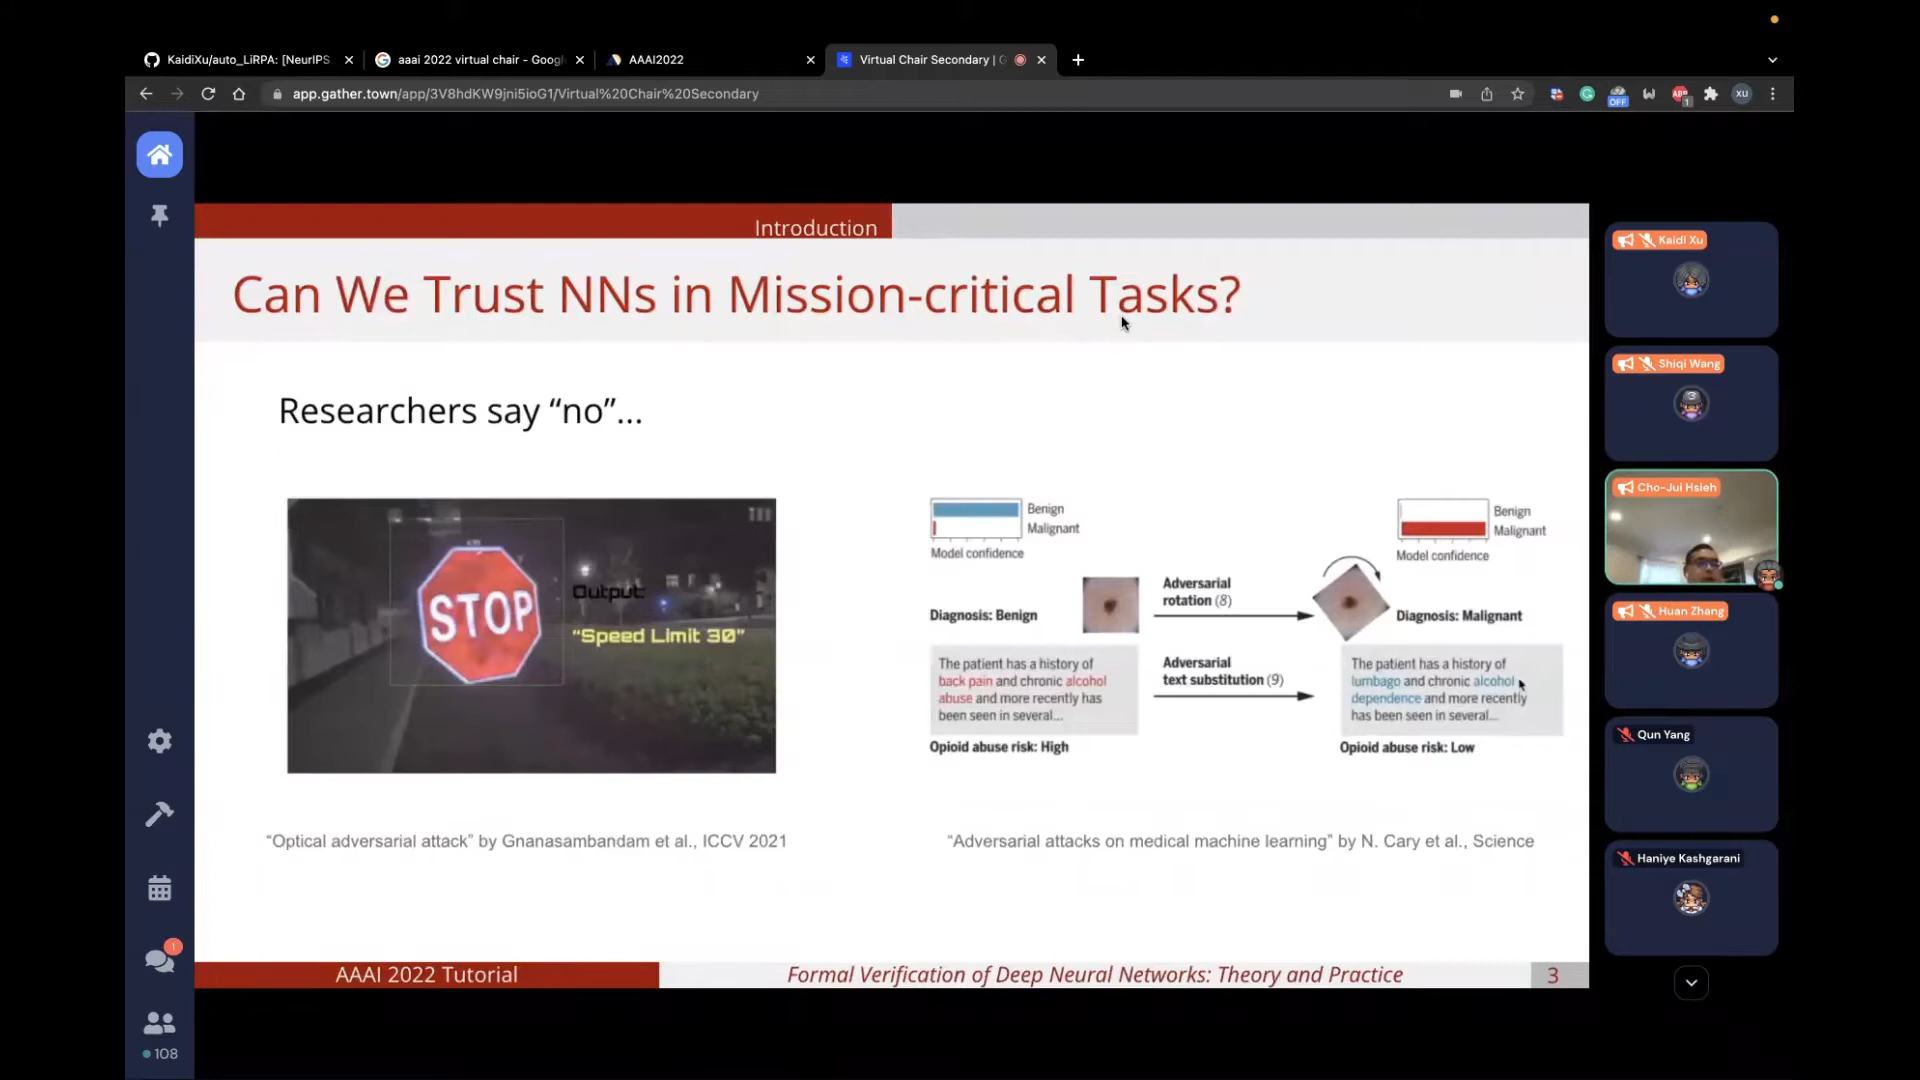 KaidiXu/auto_LiRPA: [NeurIPS
aaai 2022 virtual chair - Googl
AAAI2022
Virtual Chair Secondary | G
app.gather.town/app/3V8hdKW9jni5ioG1/Virtual%20Chair%20Secondary
OFF
ABP
1
XU
Introduction
Can We Trust NNs in Mission-critical Tasks?
Researchers say “no”...
STOP
Output:
“Speed Limit 30”
Benign
Malignant
Model confidence
Benign
Malignant
Model confidence
Adversarial
rotation (8)
Diagnosis: Benign
Diagnosis: Malignant
The patient has a history of
back pain and chronic alcohol
abuse and more recently has
been seen in several...
Adversarial
text substitution (9)
The patient has a history of
lumbago and chronic alcohol
dependence and more recently
has been seen in several...
Opioid abuse risk: High
Opioid abuse risk: Low
“Optical adversarial attack” by Gnanasambandam et al., ICCV 2021
“Adversarial attacks on medical machine learning” by N. Cary et al., Science
AAAI 2022 Tutorial
Formal Verification of Deep Neural Networks: Theory and Practice
3
Kaidi Xu
Shiqi Wang
Cho-Jui Hsieh
Huan Zhang
Qun Yang
Haniye Kashgarani
1
108